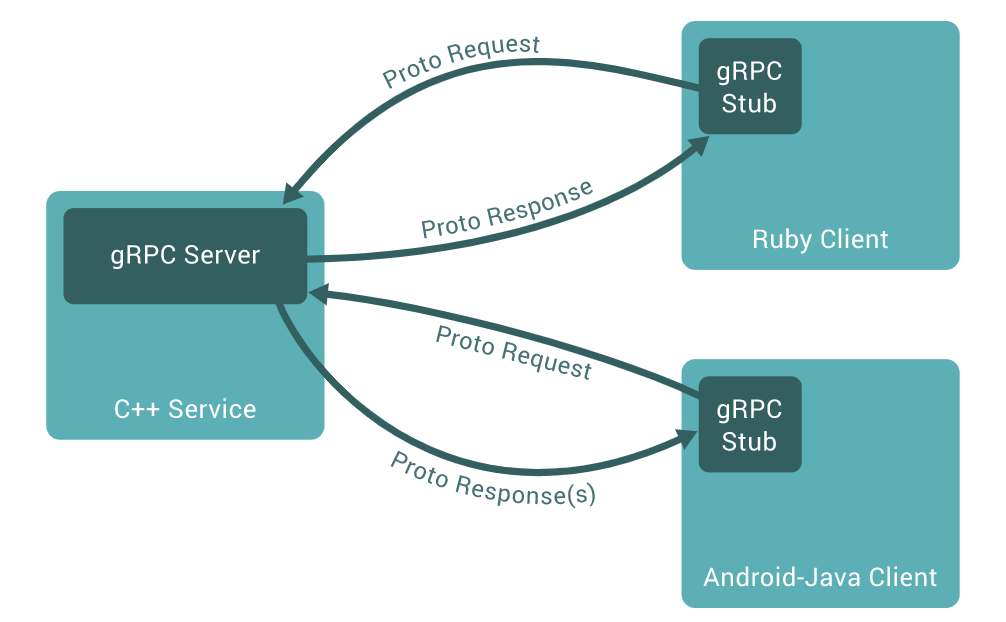 Proto Request
gRPC
Stub
Proto Response
Ruby Client
gRPC Server
C++ Service
Proto Request
gRPC
Stub
Proto Response(s)
Android-Java Client